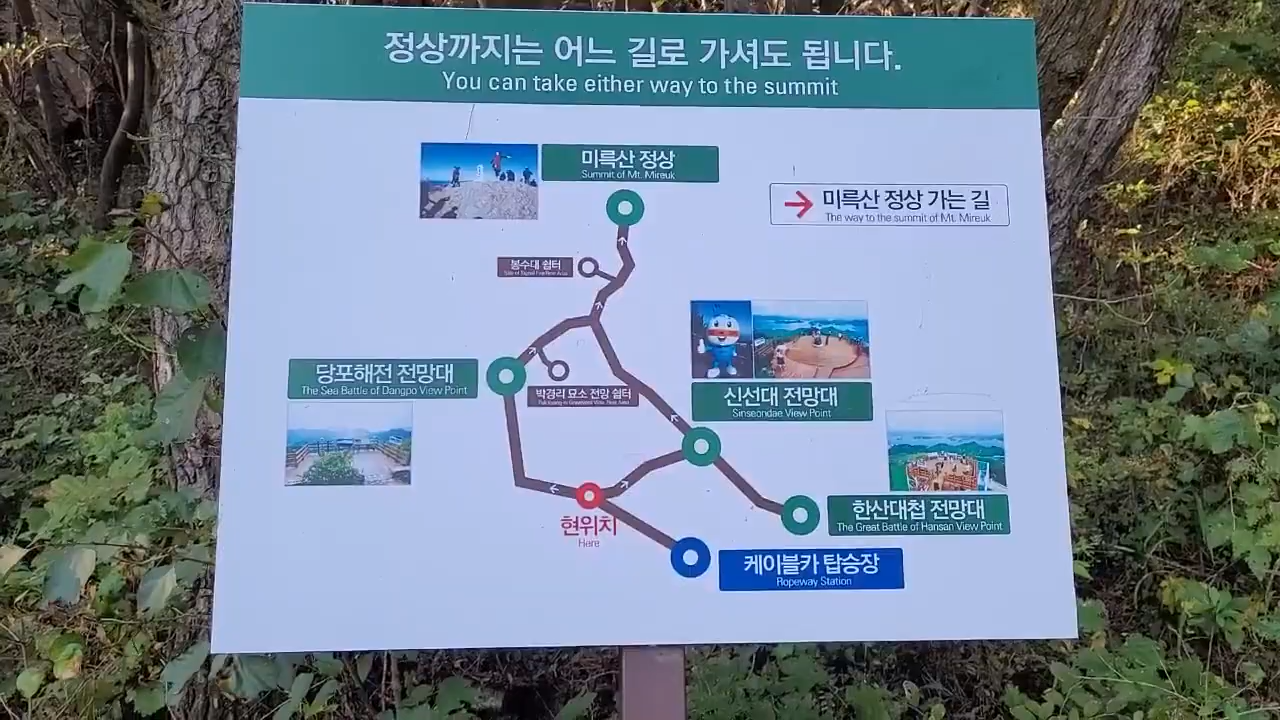 정상까지는 어느 길로 가셔도 됩니다.
You can take either way to the summit
미륵산 정상
Summit of Mt. Mireuk
미륵산 정상 가는 길
The way to the summit of Mt. Mireuk
봉수대 쉼터
당포해전 전망대
The Sea Battle of Dangpo View Point
박경리 묘소 전망 쉼터
신선대 전망대
Sinseondae View Point
한산대첩 전망대
The Great Battle of Hansan View Point
현위치
Here
케이블카 탑승장
Ropeway Station